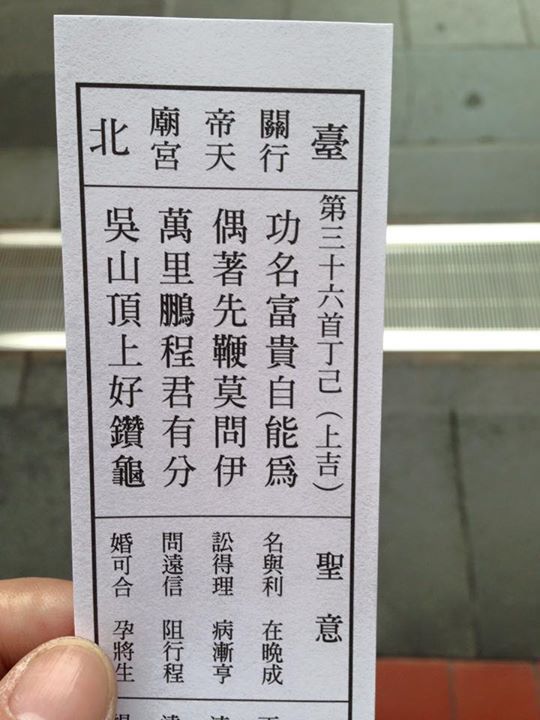 臺北
關帝廟
行天宮
第三十六首丁己(上吉)
功名富貴自能爲
偶著先鞭莫問伊
萬里鵬程君有分
吳山頂上好鑽龜
聖意
名與利 在晚成
訟得理 病漸亨
問遠信 阻行程
婚可合 孕將生